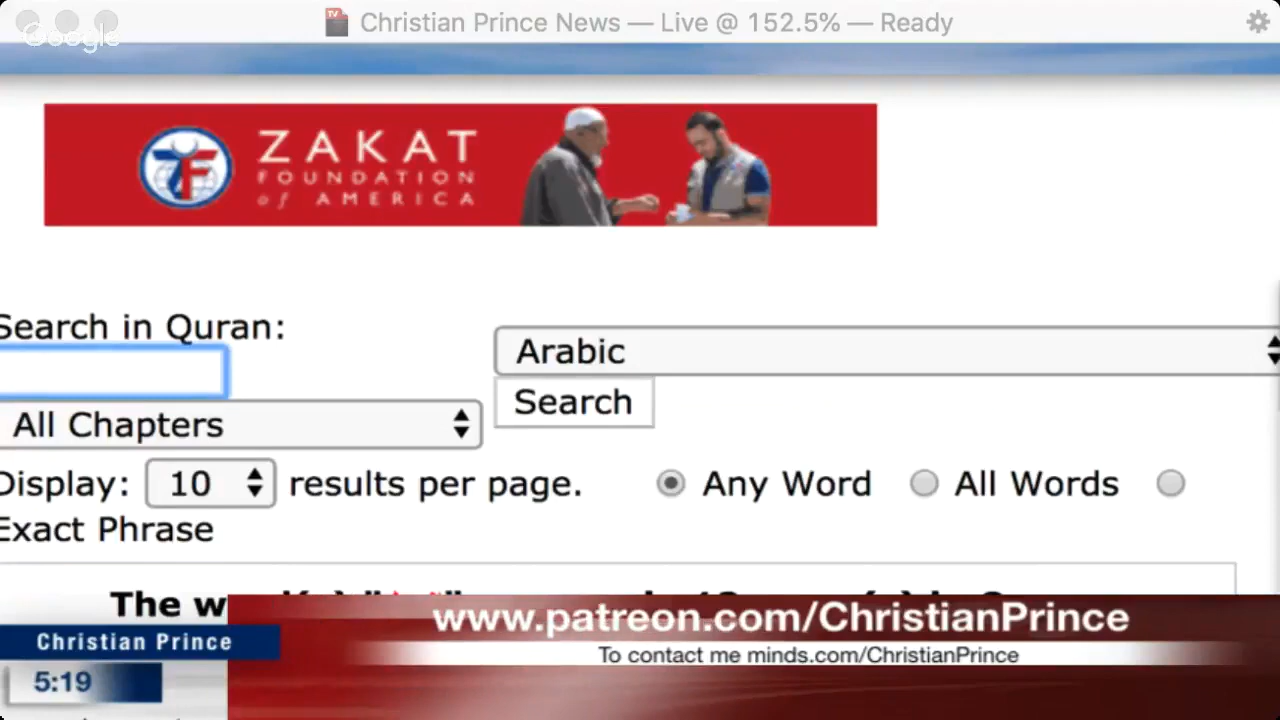 Christian Prince News — Live @ 152.5% — Ready
Google
TV
ZAKAT
FOUNDATION
of AMERICA
Search in Quran:
Arabic
Search
All Chapters
Display: 10 results per page. Any Word All Words
Exact Phrase
The
www.patreon.com/ChristianPrince
Christian Prince
To contact me minds.com/ChristianPrince
5:19